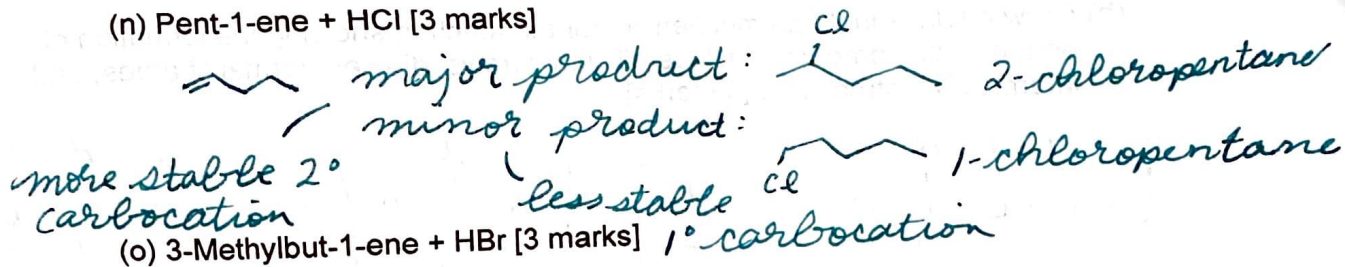 (n) Pent-1-ene + HCl [3 marks]
Cl
major product: 2-chloropentane
minor product:
1-chloropentane
Cl
more stable 2°
carbocation
less stable
1° carbocation
(o) 3-Methylbut-1-ene + HBr [3 marks]